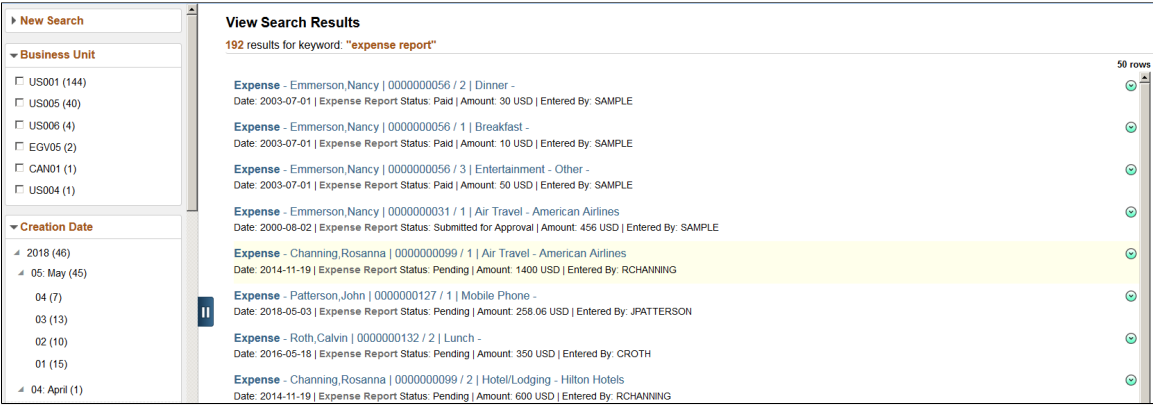 New Search
Business Unit
US001 (144)
US005 (40)
US006 (4)
EGV05 (2)
CAN01 (1)
US004 (1)
Creation Date
2018 (46)
05: May (45)
04 (7)
03 (13)
02 (10)
01 (15)
04: April (1)
View Search Results
192 results for keyword: "expense report"
50 rows
Expense - Emmerson,Nancy | 0000000056 / 2 | Dinner -
Date: 2003-07-01 | Expense Report Status: Paid | Amount: 30 USD | Entered By: SAMPLE
Expense - Emmerson,Nancy | 0000000056 / 1 | Breakfast -
Date: 2003-07-01 | Expense Report Status: Paid | Amount: 10 USD | Entered By: SAMPLE
Expense - Emmerson,Nancy | 0000000056 / 3 | Entertainment - Other -
Date: 2003-07-01 | Expense Report Status: Paid | Amount: 50 USD | Entered By: SAMPLE
Expense - Emmerson,Nancy | 0000000031 / 1 | Air Travel - American Airlines
Date: 2000-08-02 | Expense Report Status: Submitted for Approval | Amount: 456 USD | Entered By: SAMPLE
Expense - Channing,Rosanna | 0000000099 / 1 | Air Travel - American Airlines
Date: 2014-11-19 | Expense Report Status: Pending | Amount: 1400 USD | Entered By: RCHANNING
Expense - Patterson,John | 0000000127 / 1 | Mobile Phone -
Date: 2018-05-03 | Expense Report Status: Pending | Amount: 258.06 USD | Entered By: JPATTERSON
Expense - Roth,Calvin | 0000000132 / 2 | Lunch -
Date: 2016-05-18 | Expense Report Status: Pending | Amount: 350 USD | Entered By: CROTH
Expense - Channing,Rosanna | 0000000099 / 2 | Hotel/Lodging - Hilton Hotels
Date: 2014-11-19 | Expense Report Status: Pending | Amount: 600 USD | Entered By: RCHANNING